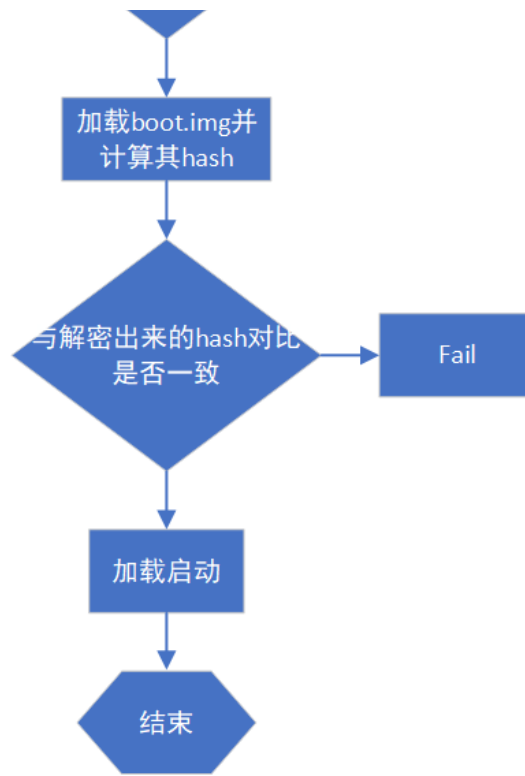 加载boot.img并
计算其hash
与解密出来的hash对比
是否一致
Fail
加载启动
结束